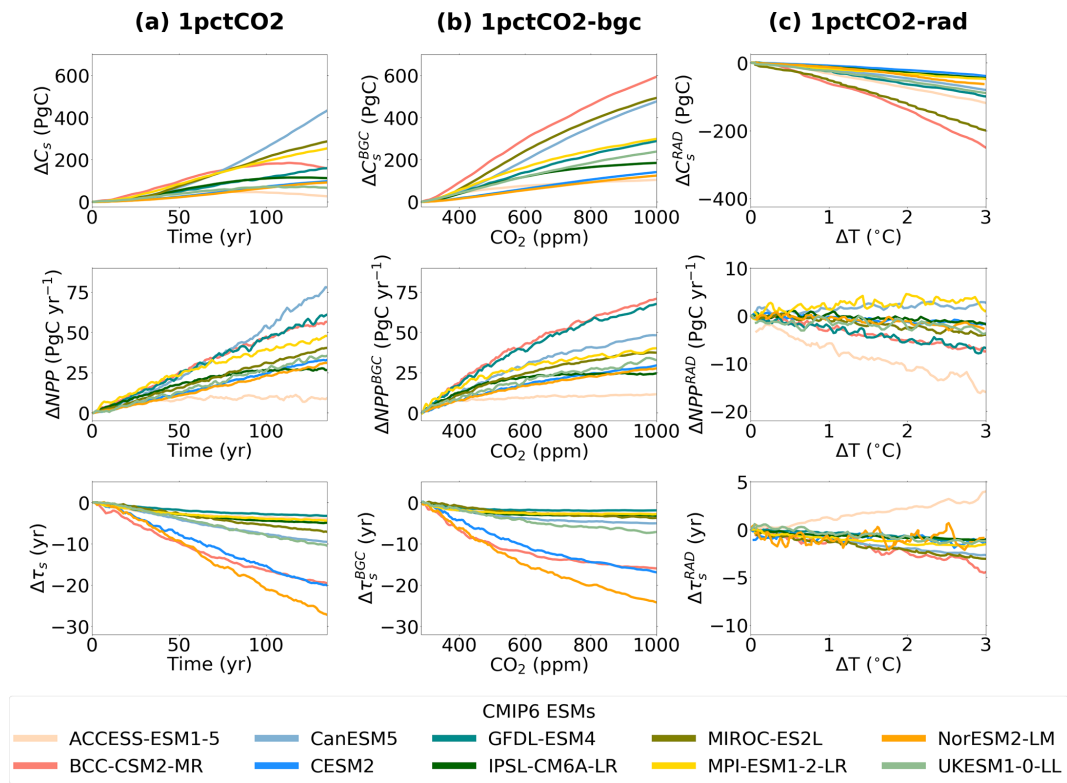 (a) 1pctCO2 (b) 1pctCO2-bgc (c) 1pctCO2-rad
ΔC_s (PgC)
600
400
200
0
0 50 100
Time (yr)
ΔC_s^{BGC} (PgC)
600
400
200
0
400 600 800 1000
CO₂ (ppm)
ΔC_s^{RAD} (PgC)
0
−200
−400
0 1 2 3
ΔT (°C)
ΔNPP (PgC yr⁻¹)
75
50
25
0
0 50 100
Time (yr)
ΔNPP^{BGC} (PgC yr⁻¹)
75
50
25
0
400 600 800 1000
CO₂ (ppm)
ΔNPP^{RAD} (PgC yr⁻¹)
10
0
−10
−20
0 1 2 3
ΔT (°C)
Δτ_s (yr)
0
−10
−20
−30
0 50 100
Time (yr)
Δτ_s^{BGC} (yr)
0
−10
−20
−30
400 600 800 1000
CO₂ (ppm)
Δτ_s^{RAD} (yr)
5
0
−5
−10
0 1 2 3
ΔT (°C)
CMIP6 ESMs
ACCESS-ESM1-5 CanESM5 GFDL-ESM4 MIROC-ES2L NorESM2-LM
BCC-CSM2-MR CESM2 IPSL-CM6A-LR MPI-ESM1-2-LR UKESM1-0-LL